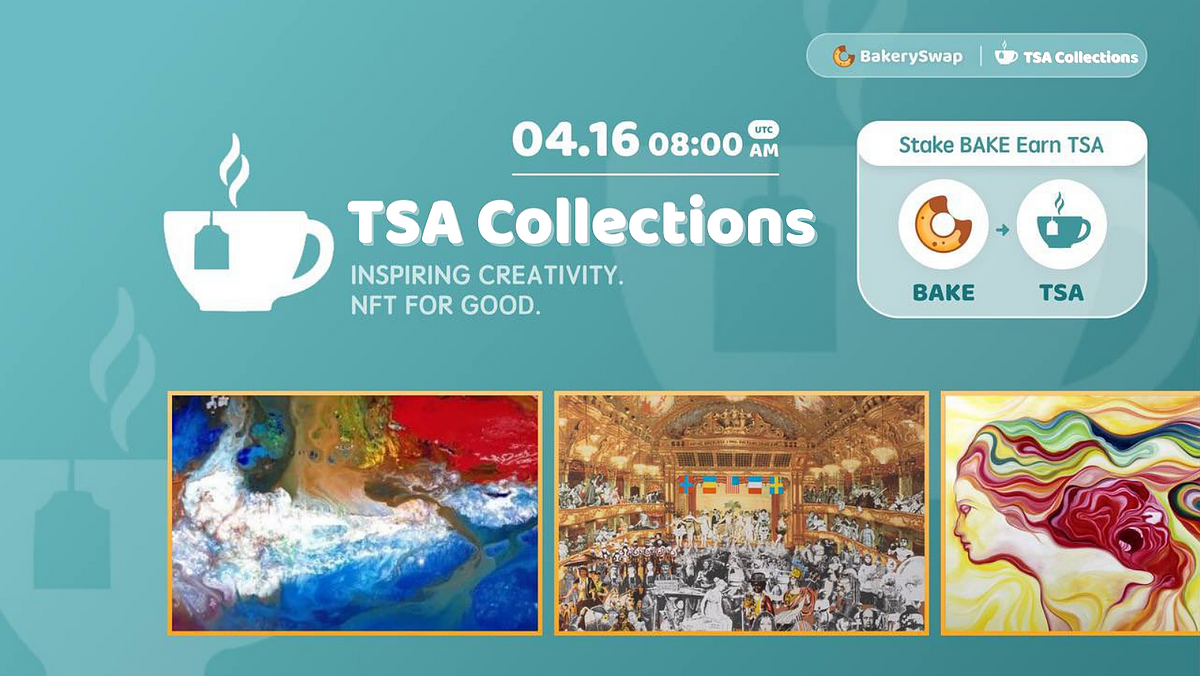 BakerySwap | TSA Collections
04.16 08:00 UTC AM
TSA Collections
INSPIRING CREATIVITY.
NFT FOR GOOD.
Stake BAKE Earn TSA
BAKE
TSA